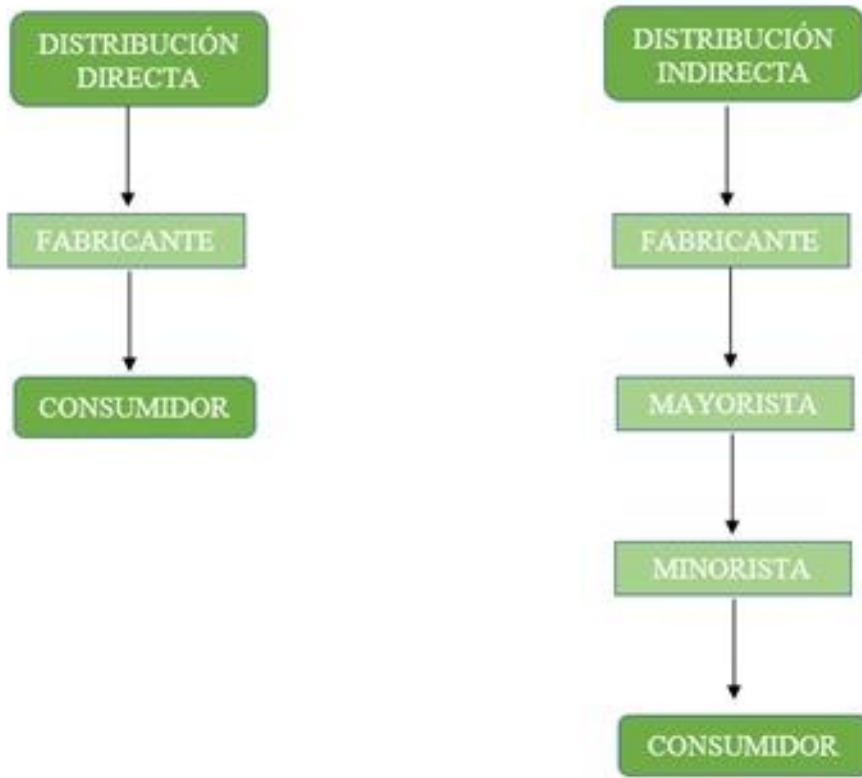 DISTRIBUCIÓN
DIRECTA
FABRICANTE
CONSUMIDOR
DISTRIBUCIÓN
INDIRECTA
FABRICANTE
MAYORISTA
MINORISTA
CONSUMIDOR